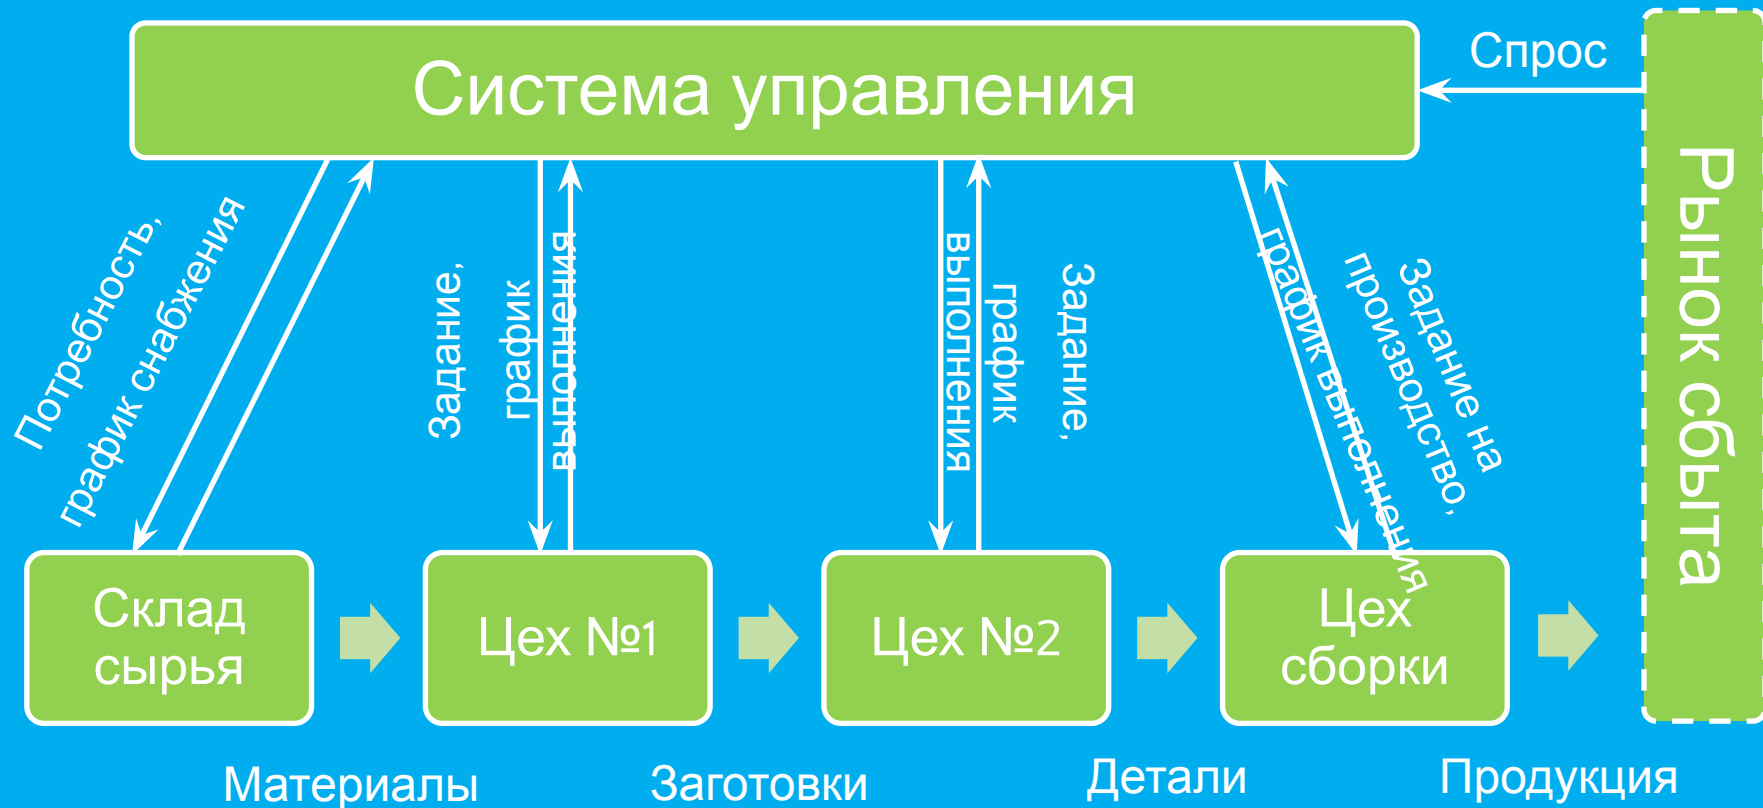 Система управления
Спрос
Рынок сбыта
Потребность,
график снабжения
Задание,
график
выполнения
Задание,
график
выполнения
Задание на
производство,
график выполнения
Склад
сырья
Цех №1
Цех №2
Цех
сборки
Материалы
Заготовки
Детали
Продукция